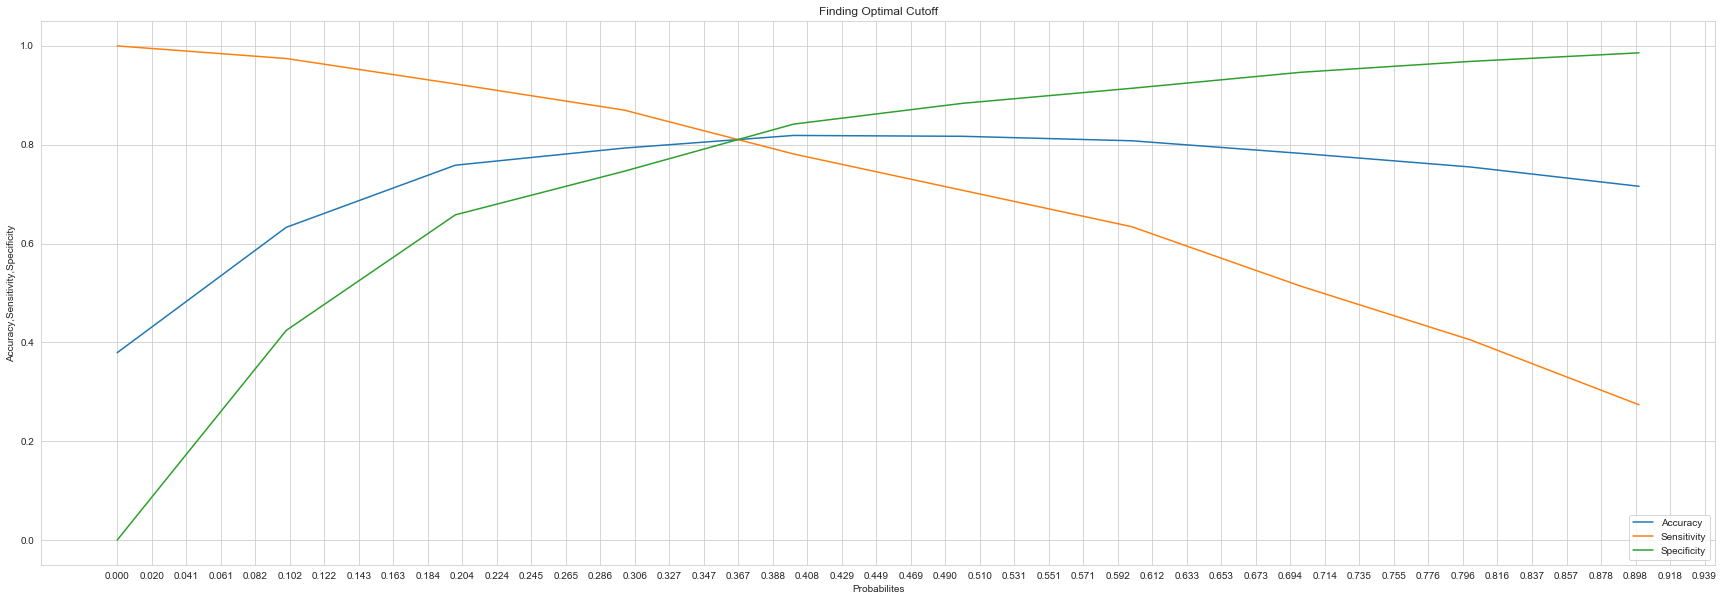 Finding Optimal Cutoff
Accuracy,Sensitivity,Specificity
1.0
0.8
0.6
0.4
0.2
0.0
0.000 0.020 0.041 0.061 0.082 0.102 0.122 0.143 0.163 0.184 0.204 0.224 0.245 0.265 0.286 0.306 0.327 0.347 0.367 0.388 0.408 0.429 0.449 0.469 0.490 0.510 0.531 0.551 0.571 0.592 0.612 0.633 0.653 0.673 0.694 0.714 0.735 0.755 0.776 0.796 0.816 0.837 0.857 0.878 0.898 0.918 0.939
Probabilites
Accuracy
Sensitivity
Specificity